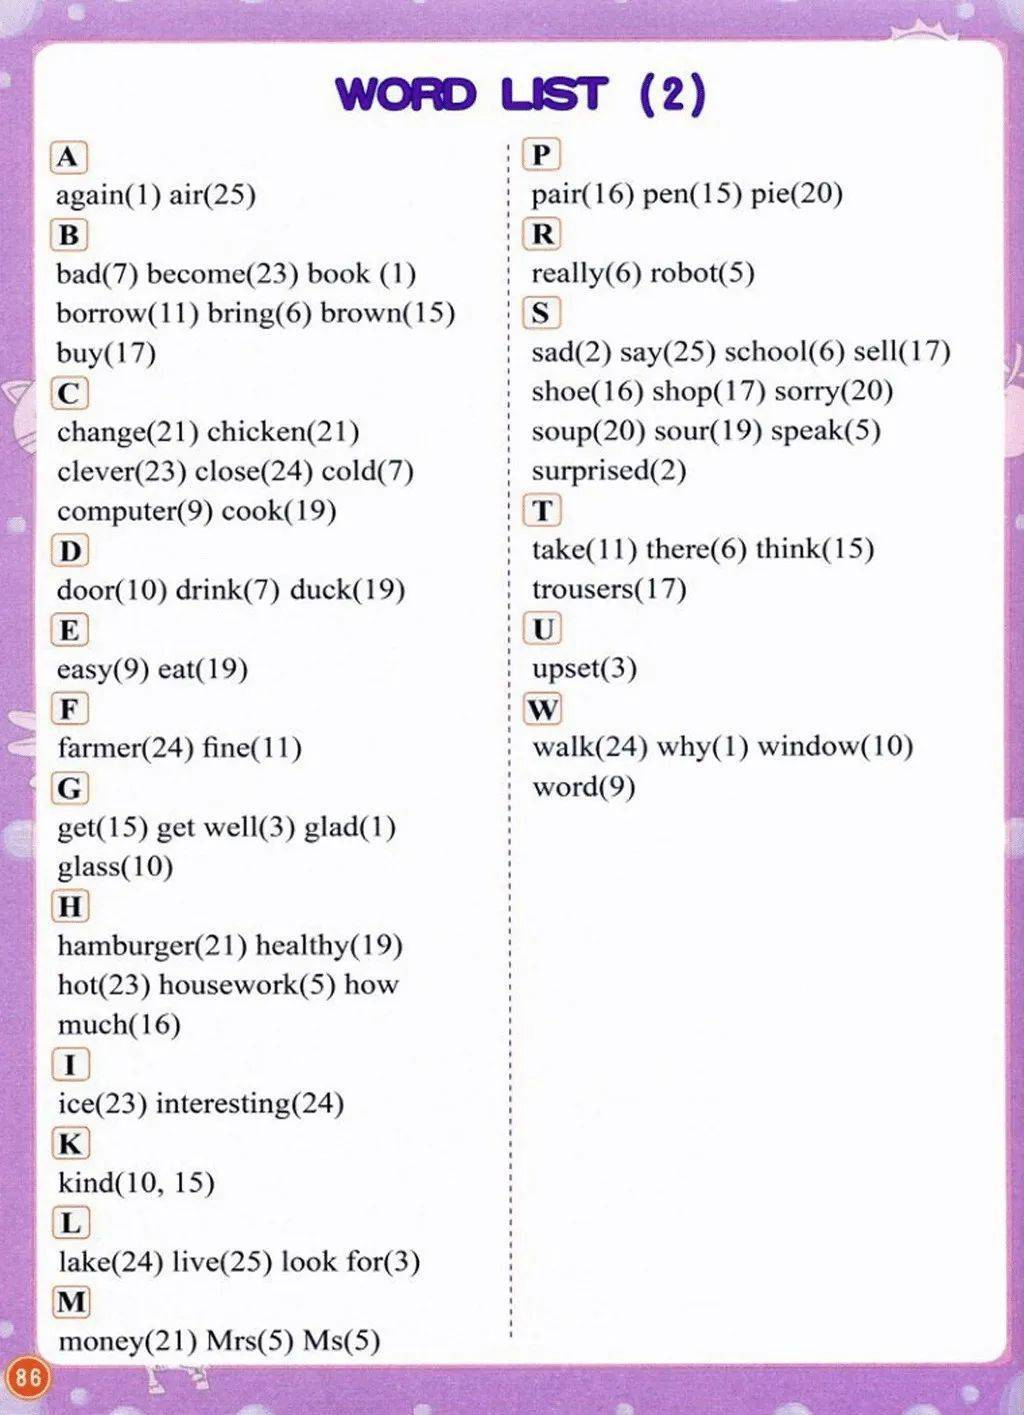 WORD LIST (2)
A
again(1) air(25)
B
bad(7) become(23) book (1)
borrow(11) bring(6) brown(15)
buy(17)
C
change(21) chicken(21)
clever(23) close(24) cold(7)
computer(9) cook(19)
D
door(10) drink(7) duck(19)
E
easy(9) eat(19)
F
farmer(24) fine(11)
G
get(15) get well(3) glad(1)
glass(10)
H
hamburger(21) healthy(19)
hot(23) housework(5) how
much(16)
I
ice(23) interesting(24)
K
kind(10, 15)
L
lake(24) live(25) look for(3)
M
money(21) Mrs(5) Ms(5)
P
pair(16) pen(15) pie(20)
R
really(6) robot(5)
S
sad(2) say(25) school(6) sell(17)
shoe(16) shop(17) sorry(20)
soup(20) sour(19) speak(5)
surprised(2)
T
take(11) there(6) think(15)
trousers(17)
U
upset(3)
W
walk(24) why(1) window(10)
word(9)
86